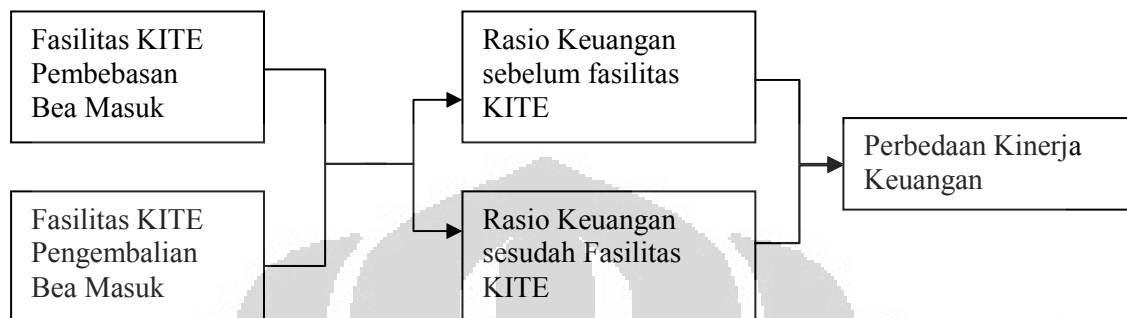 Fasilitas KITE
Pembebasan
Bea Masuk
Fasilitas KITE
Pengembalian
Bea Masuk
Rasio Keuangan
sebelum fasilitas
KITE
Rasio Keuangan
sesudah Fasilitas
KITE
Perbedaan Kinerja
Keuangan